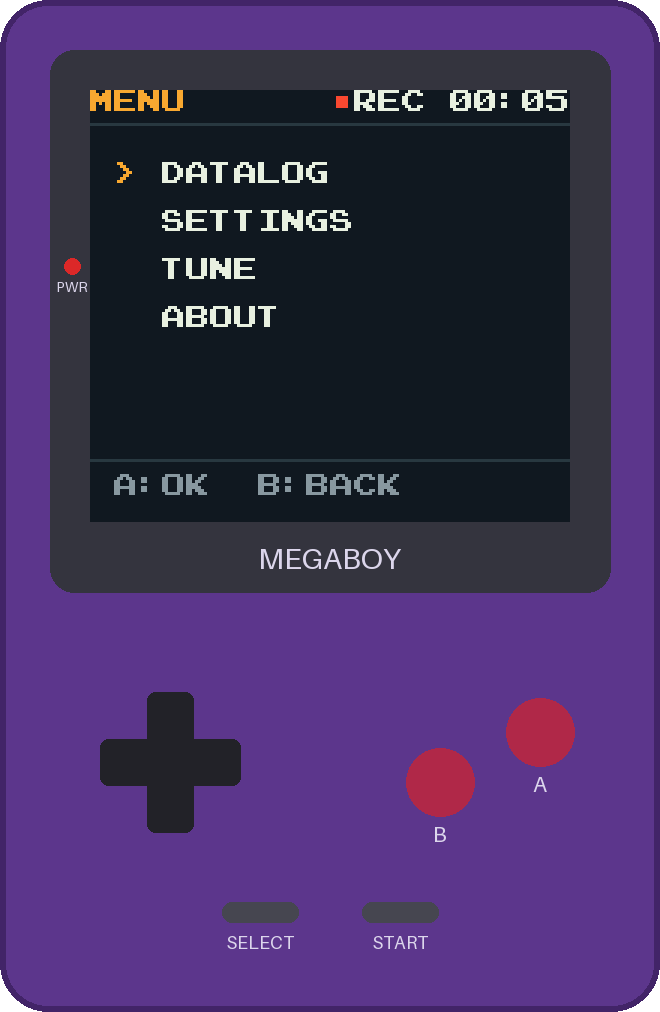 MENU REC 00:05
> DATALOG
SETTINGS
TUNE
ABOUT
PWR
A:OK B:BACK
MEGABOY
A
B
SELECT START